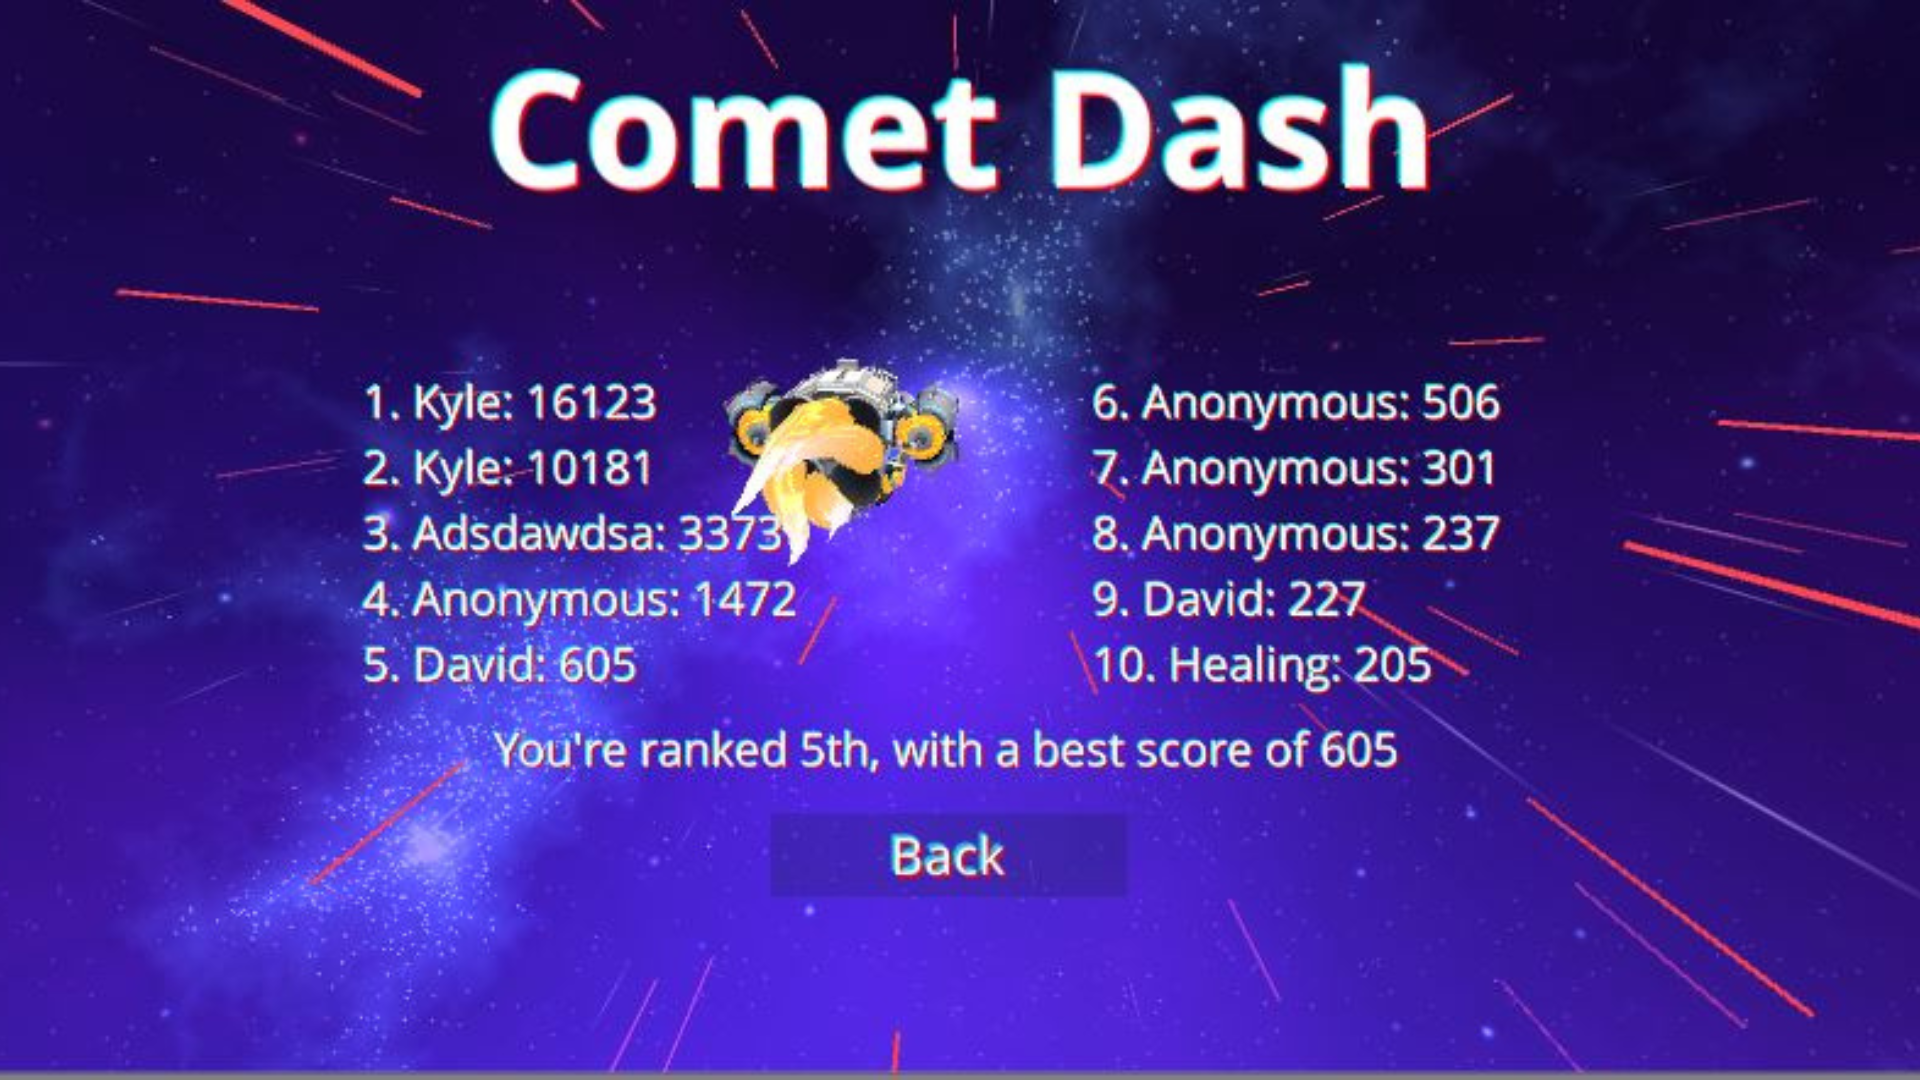 Comet Dash
1. Kyle: 16123
2. Kyle: 10181
3. Adsdawdsa: 3373
4. Anonymous: 1472
5. David: 605
6. Anonymous: 506
7. Anonymous: 301
8. Anonymous: 237
9. David: 227
10. Healing: 205
You're ranked 5th, with a best score of 605
Back